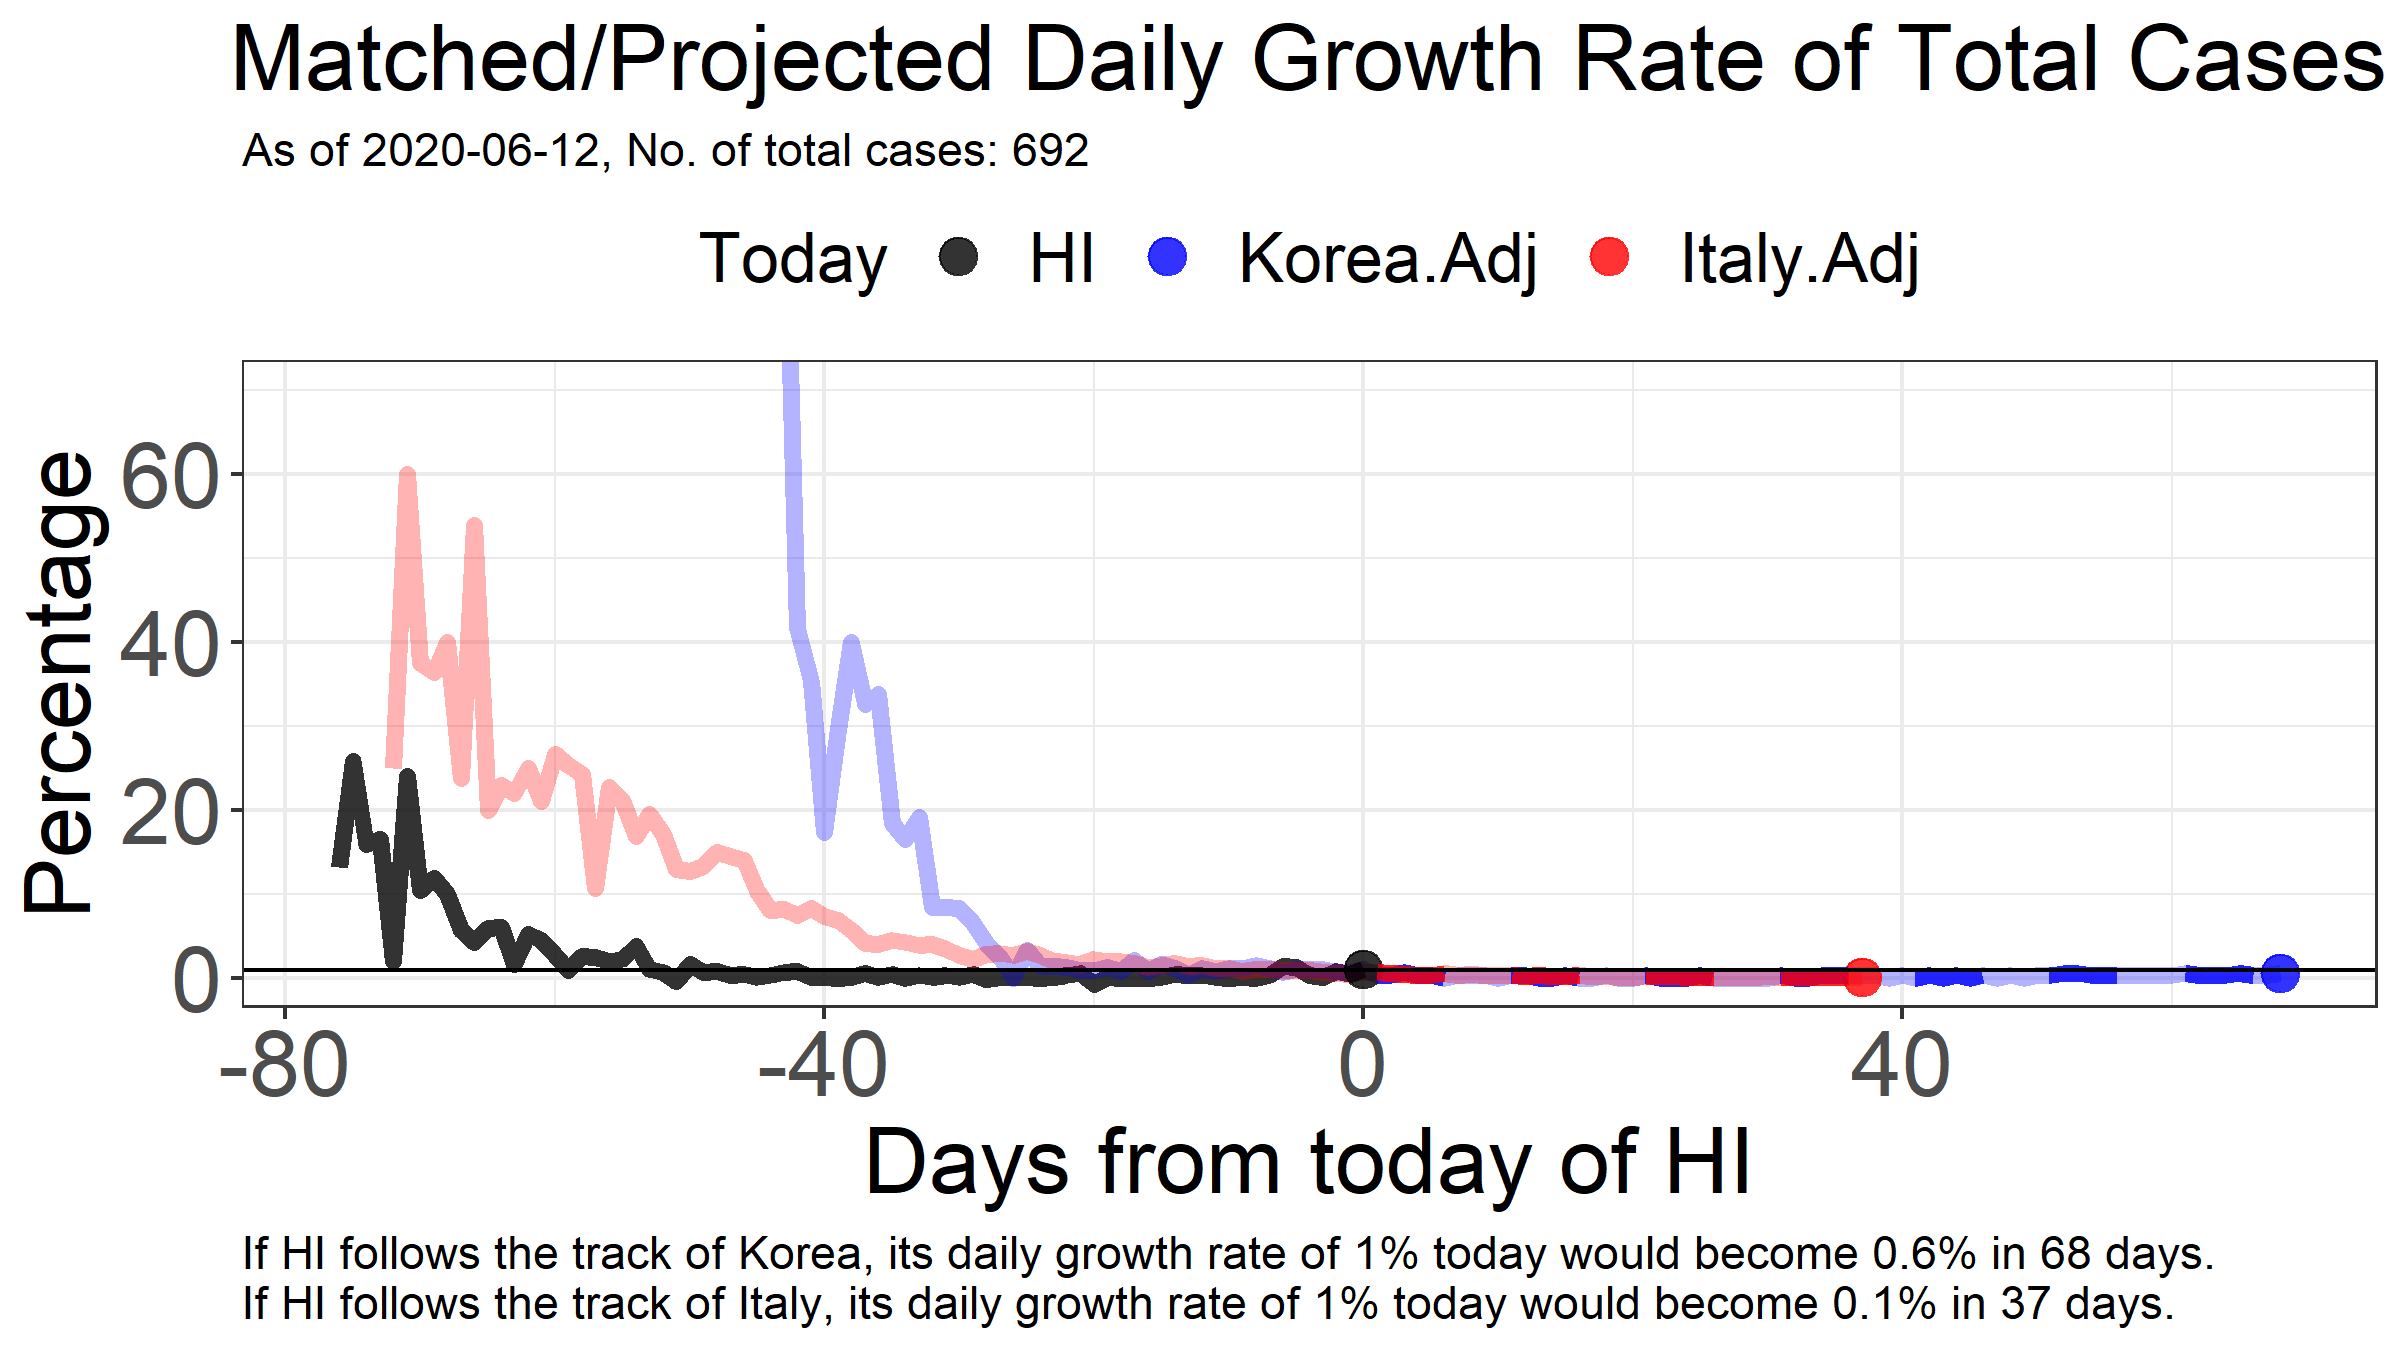 Matched/Projected Daily Growth Rate of Total Cases
As of 2020-06-12, No. of total cases: 692
Today HI Korea.Adj Italy.Adj
Percentage
60
40
20
0
-80 -40 0 40
Days from today of HI
If HI follows the track of Korea, its daily growth rate of 1% today would become 0.6% in 68 days.
If HI follows the track of Italy, its daily growth rate of 1% today would become 0.1% in 37 days.